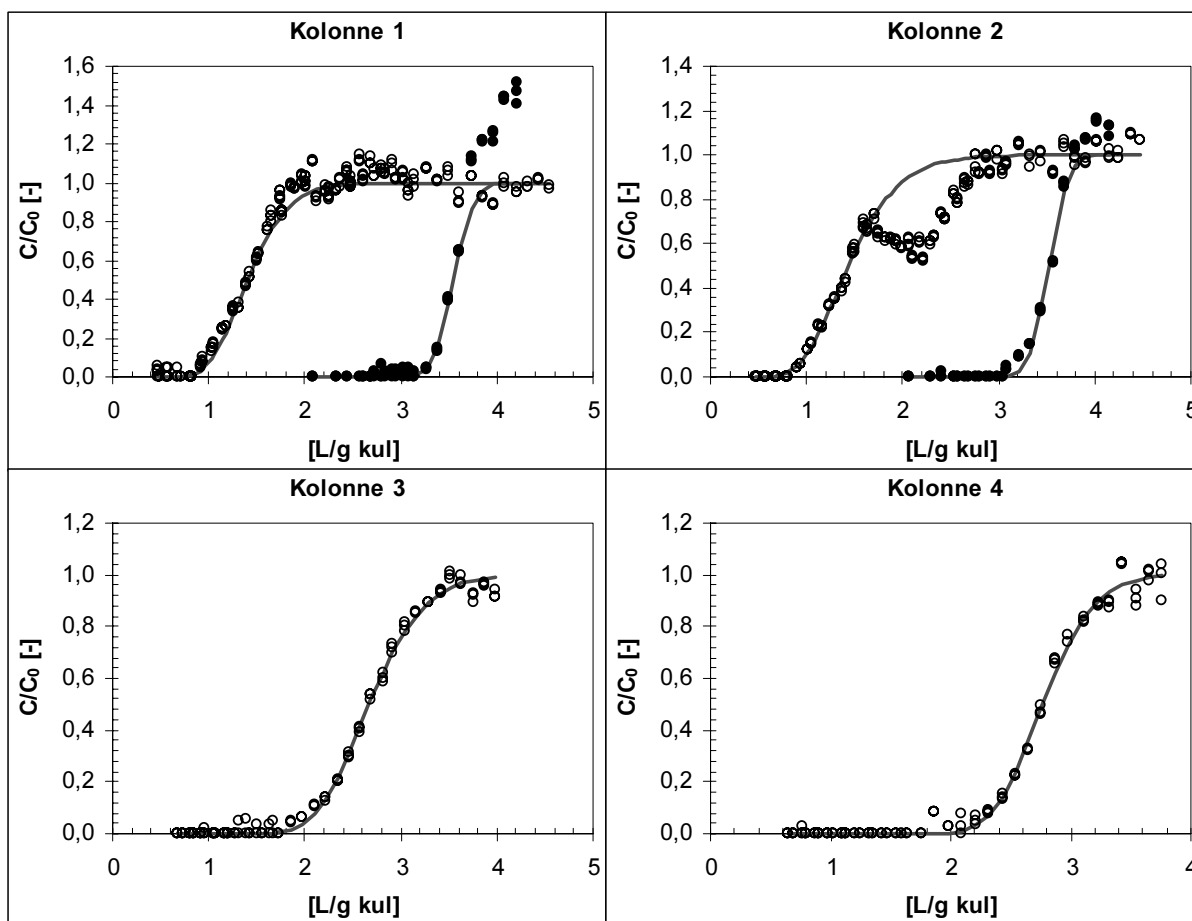 Kolonne 1
1,6
1,4
1,2
1,0
0,8
0,6
0,4
0,2
0,0
C/C₀ [-]
0 1 2 3 4 5
[L/g kul]
Kolonne 2
1,4
1,2
1,0
0,8
0,6
0,4
0,2
0,0
C/C₀ [-]
0 1 2 3 4 5
[L/g kul]
Kolonne 3
1,2
1,0
0,8
0,6
0,4
0,2
0,0
C/C₀ [-]
0 1 2 3 4 5
[L/g kul]
Kolonne 4
1,2
1,0
0,8
0,6
0,4
0,2
0,0
C/C₀ [-]
0 1 2 3 4
[L/g kul]